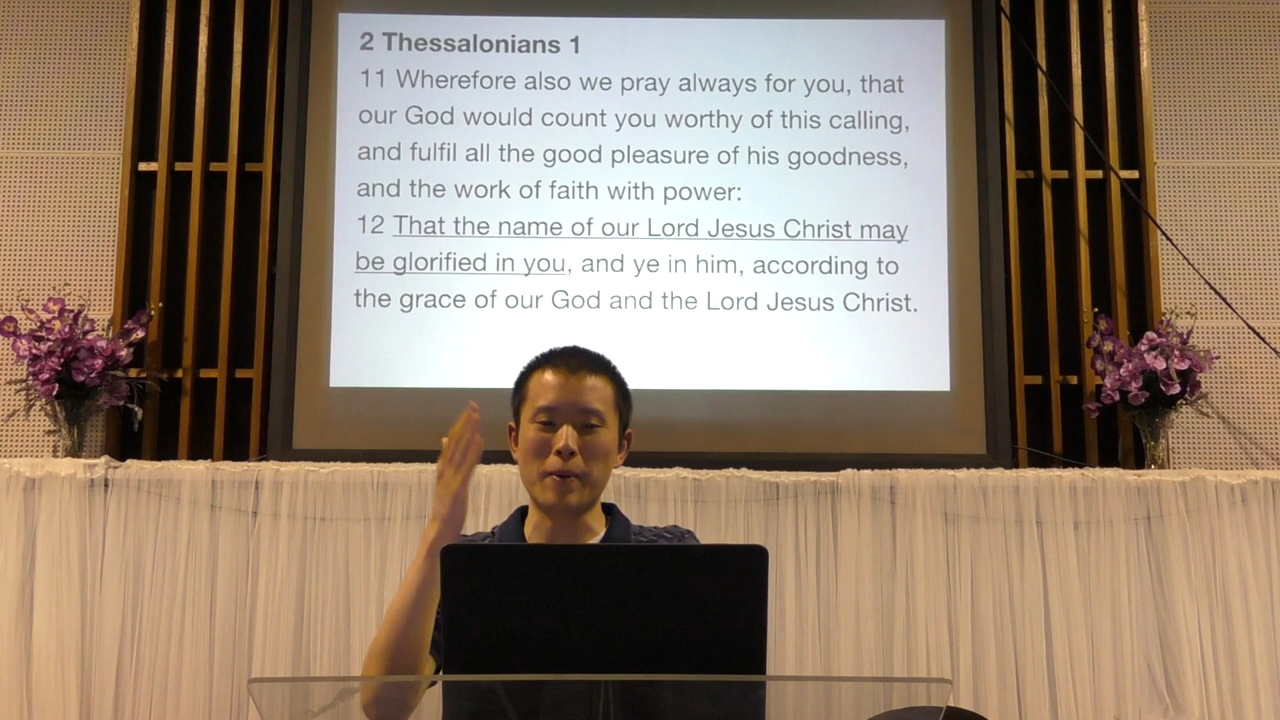 2 Thessalonians 1
11 Wherefore also we pray always for you, that
our God would count you worthy of this calling,
and fulfil all the good pleasure of his goodness,
and the work of faith with power:
12 That the name of our Lord Jesus Christ may
be glorified in you, and ye in him, according to
the grace of our God and the Lord Jesus Christ.